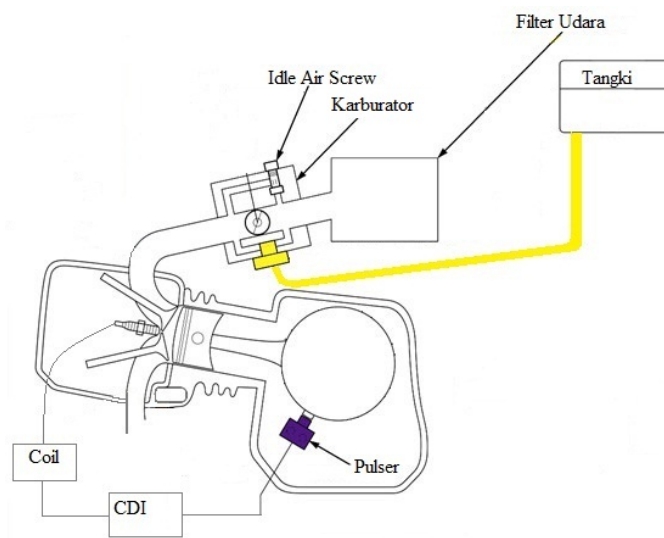 Filter Udara
Idle Air Screw
Tangki
Karburator
Coil
Pulser
CDI